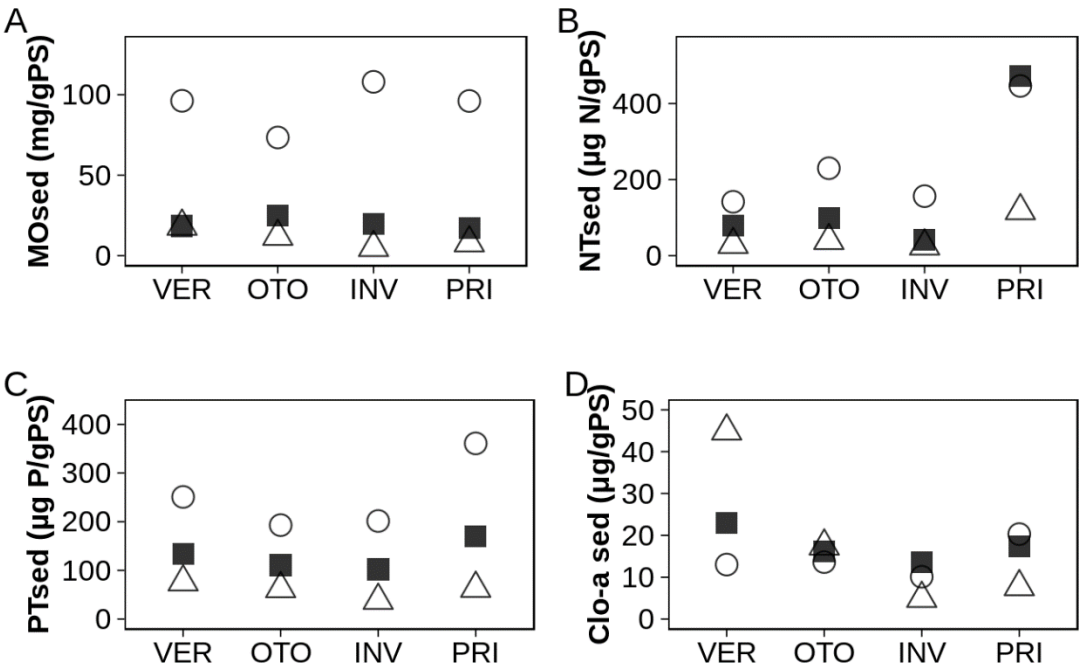 A
MOsed (mg/gPS)
100
50
0
VER OTO INV PRI
B
NTsed (µg N/gPS)
400
200
0
VER OTO INV PRI
C
PTsed (µg P/gPS)
400
300
200
100
0
VER OTO INV PRI
D
Clo-a sed (µg/gPS)
50
40
30
20
10
0
VER OTO INV PRI